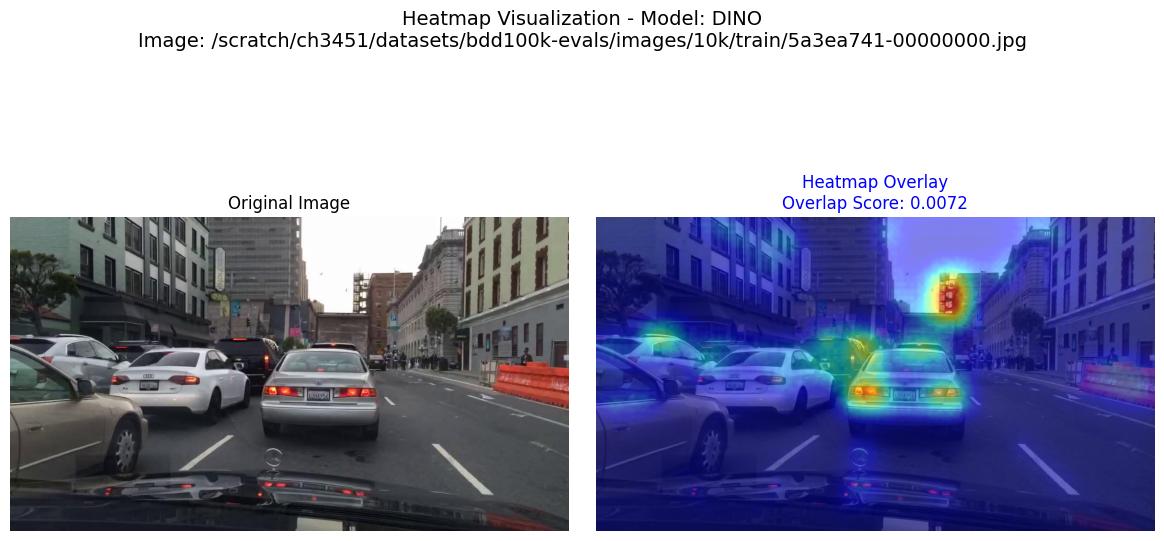 Heatmap Visualization - Model: DINO
Image: /scratch/ch3451/datasets/bdd100k-evals/images/10k/train/5a3ea741-00000000.jpg
Original Image
Heatmap Overlay
Overlap Score: 0.0072